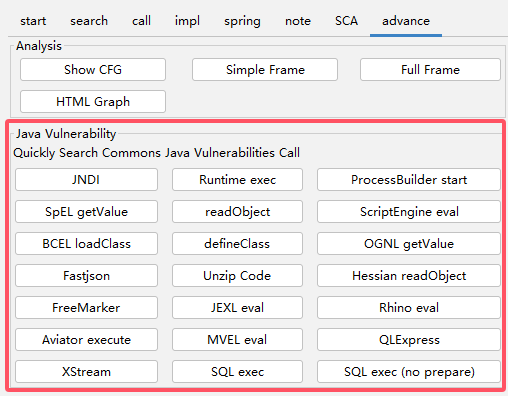 start search call impl spring note SCA advance
Analysis
Show CFG Simple Frame Full Frame
HTML Graph
Java Vulnerability
Quickly Search Commons Java Vulnerabilities Call
JNDI Runtime exec ProcessBuilder start
SpEL getValue readObject ScriptEngine eval
BCEL loadClass defineClass OGNL getValue
Fastjson Unzip Code Hessian readObject
FreeMarker JEXL eval Rhino eval
Aviator execute MVEL eval QLExpress
XStream SQL exec SQL exec (no prepare)